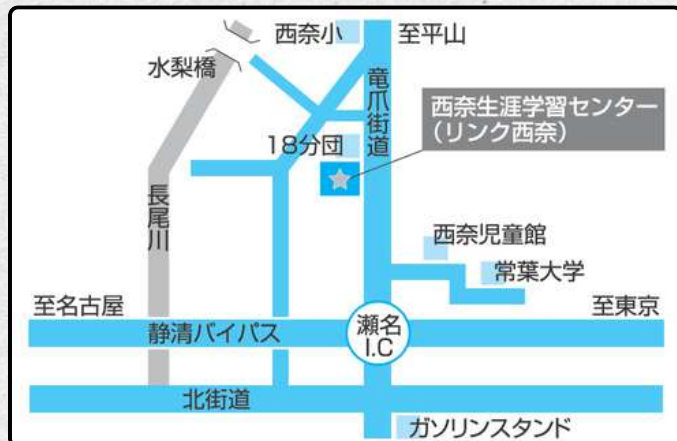 西奈小
至平山
水梨橋
竜爪街道
西奈生涯学習センター
(リンク西奈)
18分団
長尾川
西奈児童館
常葉大学
至名古屋
至東京
静清バイパス
瀬名
I.C
北街道
ガソリンスタンド